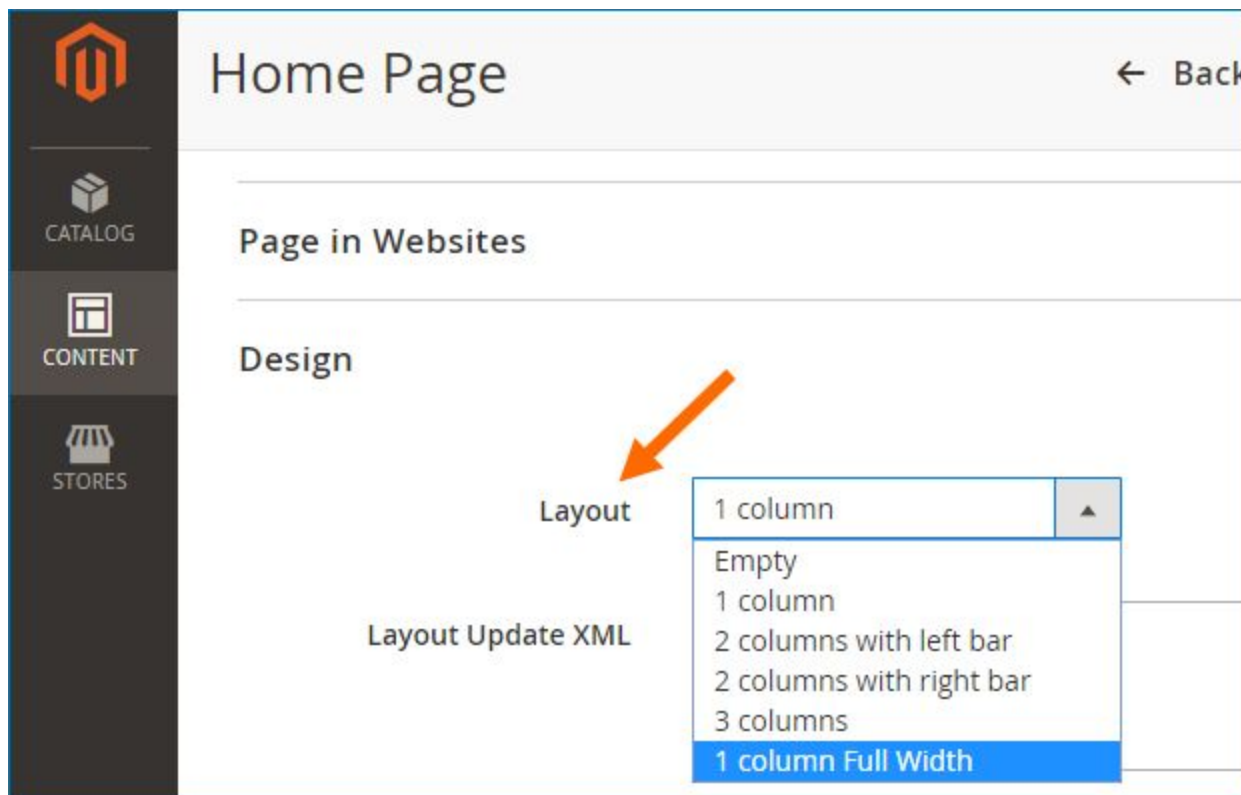 Home Page
← Back
CATALOG
Page in Websites
CONTENT
Design
STORES
Layout
1 column
Empty
1 column
2 columns with left bar
Layout Update XML
2 columns with right bar
3 columns
1 column Full Width